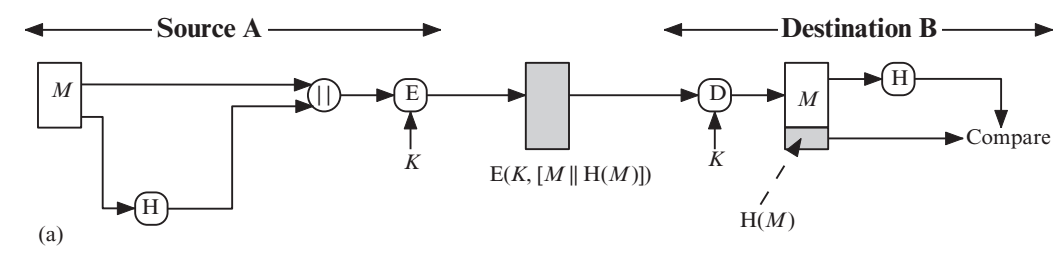 Source A
Destination B
M
||
E
D
M
H
Compare
K
K
E(K, [M || H(M)])
H
H(M)
(a)